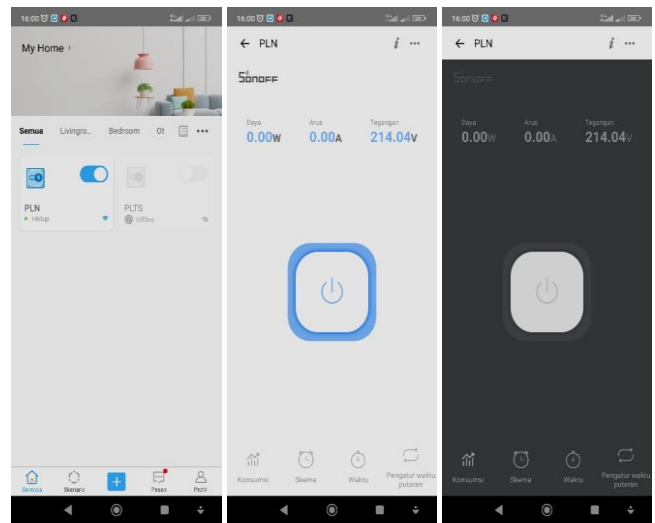 16:00
My Home
Semua Livingro... Bedroom Ot
PLN
Hidup
PLTS
Offline
Beranda Skenario Pesan Profil
16:00
PLN
SonoFF
Daya Arus Tegangan
0.00W 0.00A 214.04V
Konsumsi Skema Waktu Pengatur waktu
putaran
16:00
PLN
SonoFF
Daya Arus Tegangan
0.00W 0.00A 214.04V
Konsumsi Skema Waktu Pengatur waktu
putaran